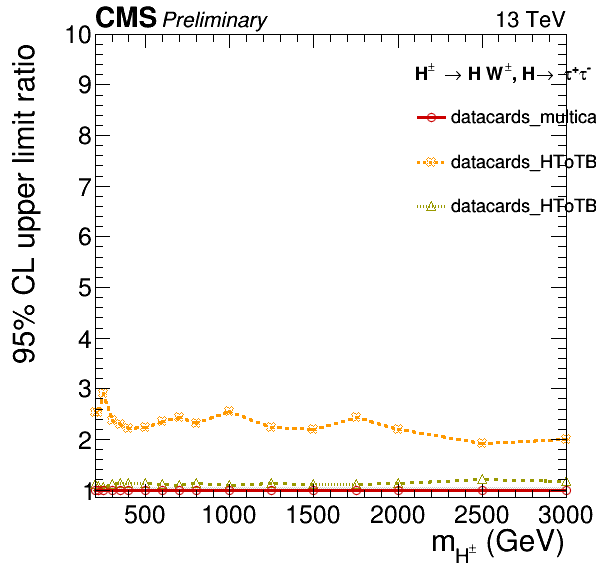 CMS Preliminary 13 TeV
95% CL upper limit ratio
10
9
8
7
6
5
4
3
2
1
H± → H W±, H→ τ+τ-
datacards_multica
datacards_HToTB
datacards_HToTB
500 1000 1500 2000 2500 3000
mH± (GeV)